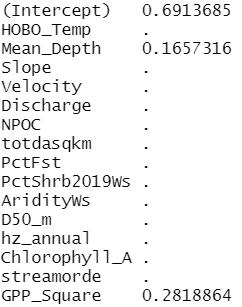 (Intercept) 0.6913685
HOBO_Temp .
Mean_Depth 0.1657316
Slope .
Velocity .
Discharge .
NPOC .
totdasqkm .
PctFst .
PctShrb2019Ws .
AridityWs .
D50_m .
hz_annual .
Chlorophyll_A .
streamorde .
GPP_Square 0.2818864